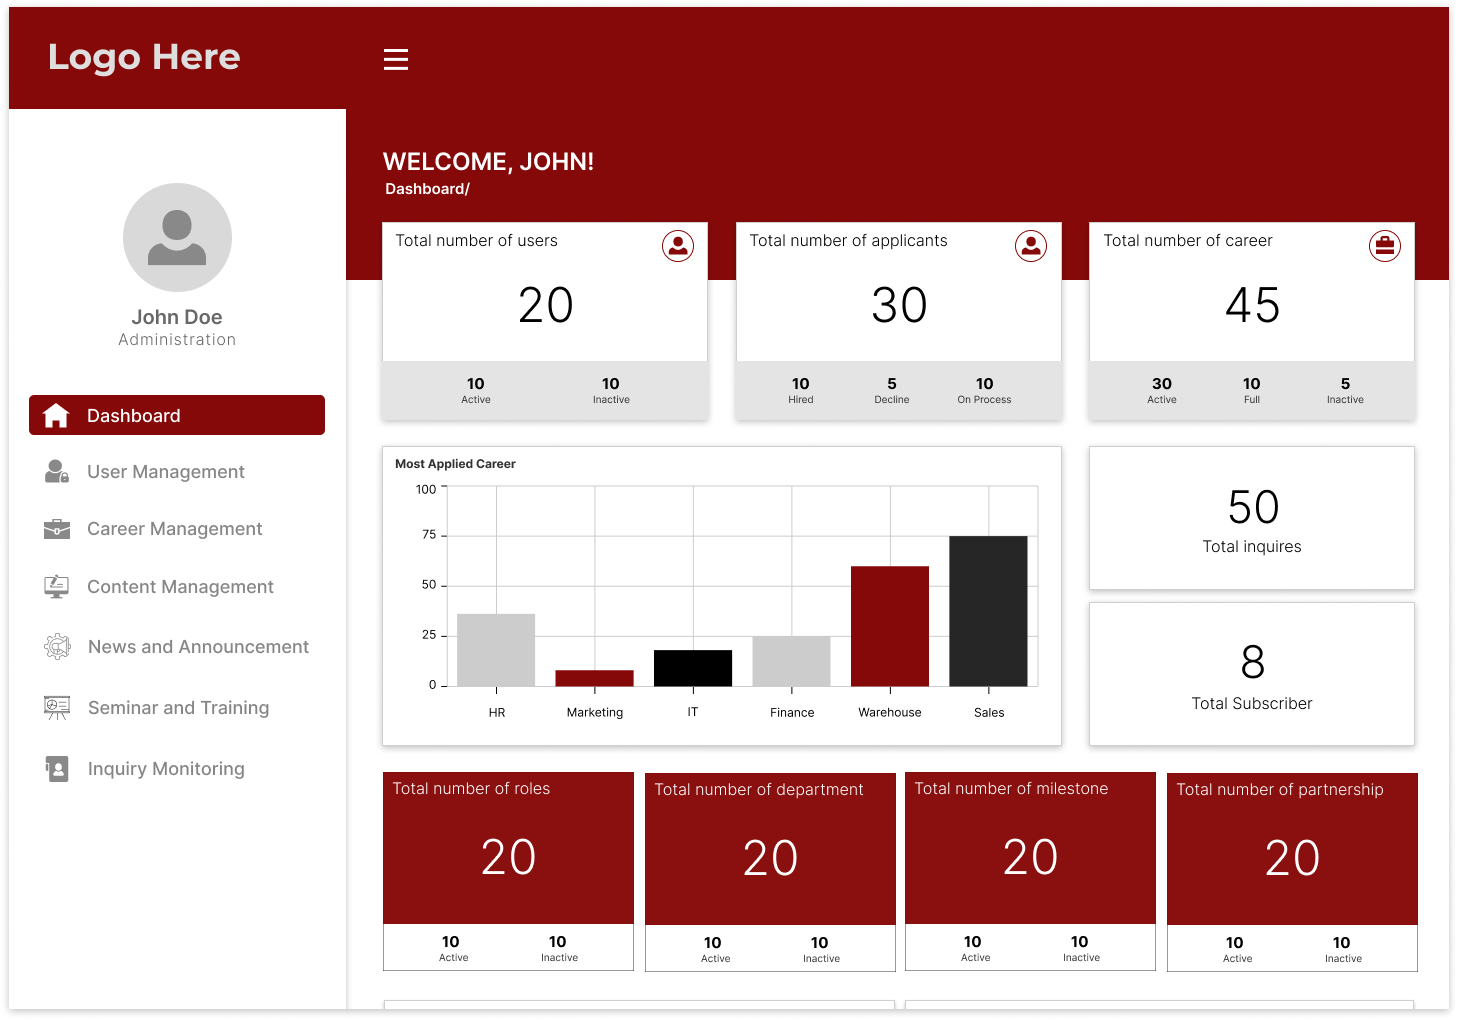 Logo Here
WELCOME, JOHN!
Dashboard/
John Doe
Administration
Dashboard
User Management
Career Management
Content Management
News and Announcement
Seminar and Training
Inquiry Monitoring
Total number of users
20
10
Active
10
Inactive
Total number of applicants
30
10
Hired
5
Decline
10
On Process
Total number of career
45
30
Active
10
Full
5
Inactive
Most Applied Career
100
75
50
25
0
HR
Marketing
IT
Finance
Warehouse
Sales
50
Total inquires
8
Total Subscriber
Total number of roles
20
10
Active
10
Inactive
Total number of department
20
10
Active
10
Inactive
Total number of milestone
20
10
Active
10
Inactive
Total number of partnership
20
10
Active
10
Inactive